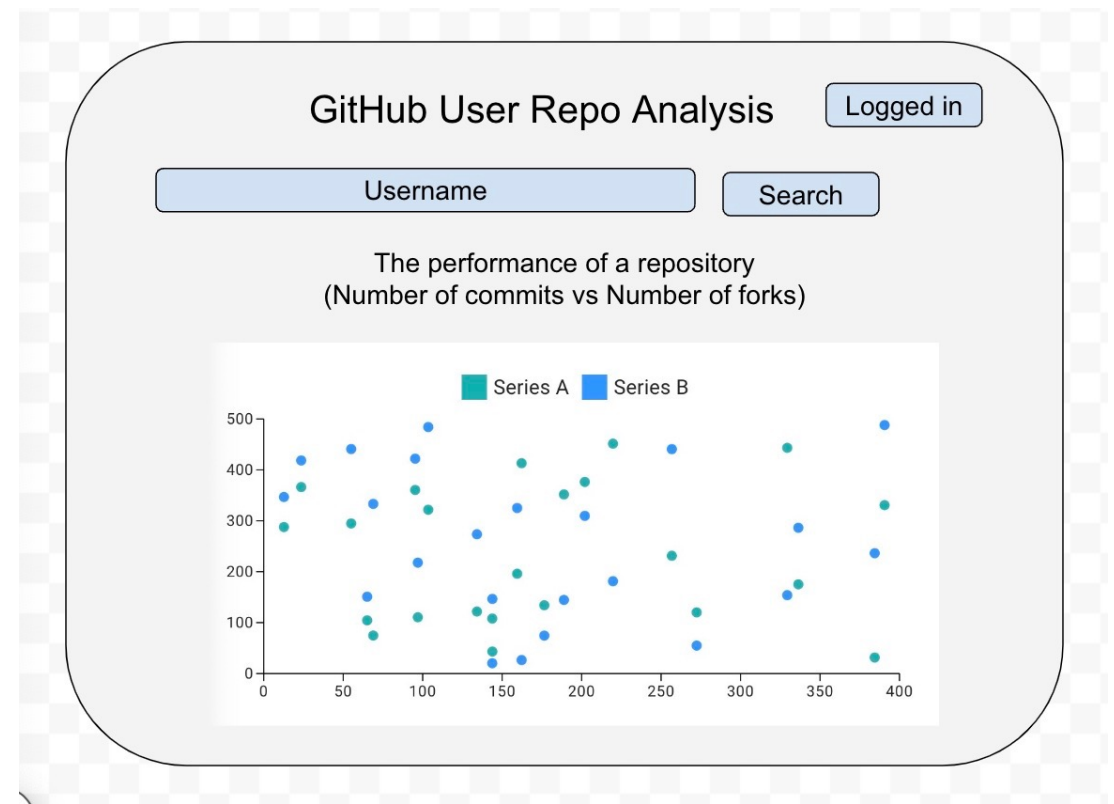 GitHub User Repo Analysis
Logged in
Username
Search
The performance of a repository
(Number of commits vs Number of forks)
Series A Series B
500
400
300
200
100
0
0 50 100 150 200 250 300 350 400